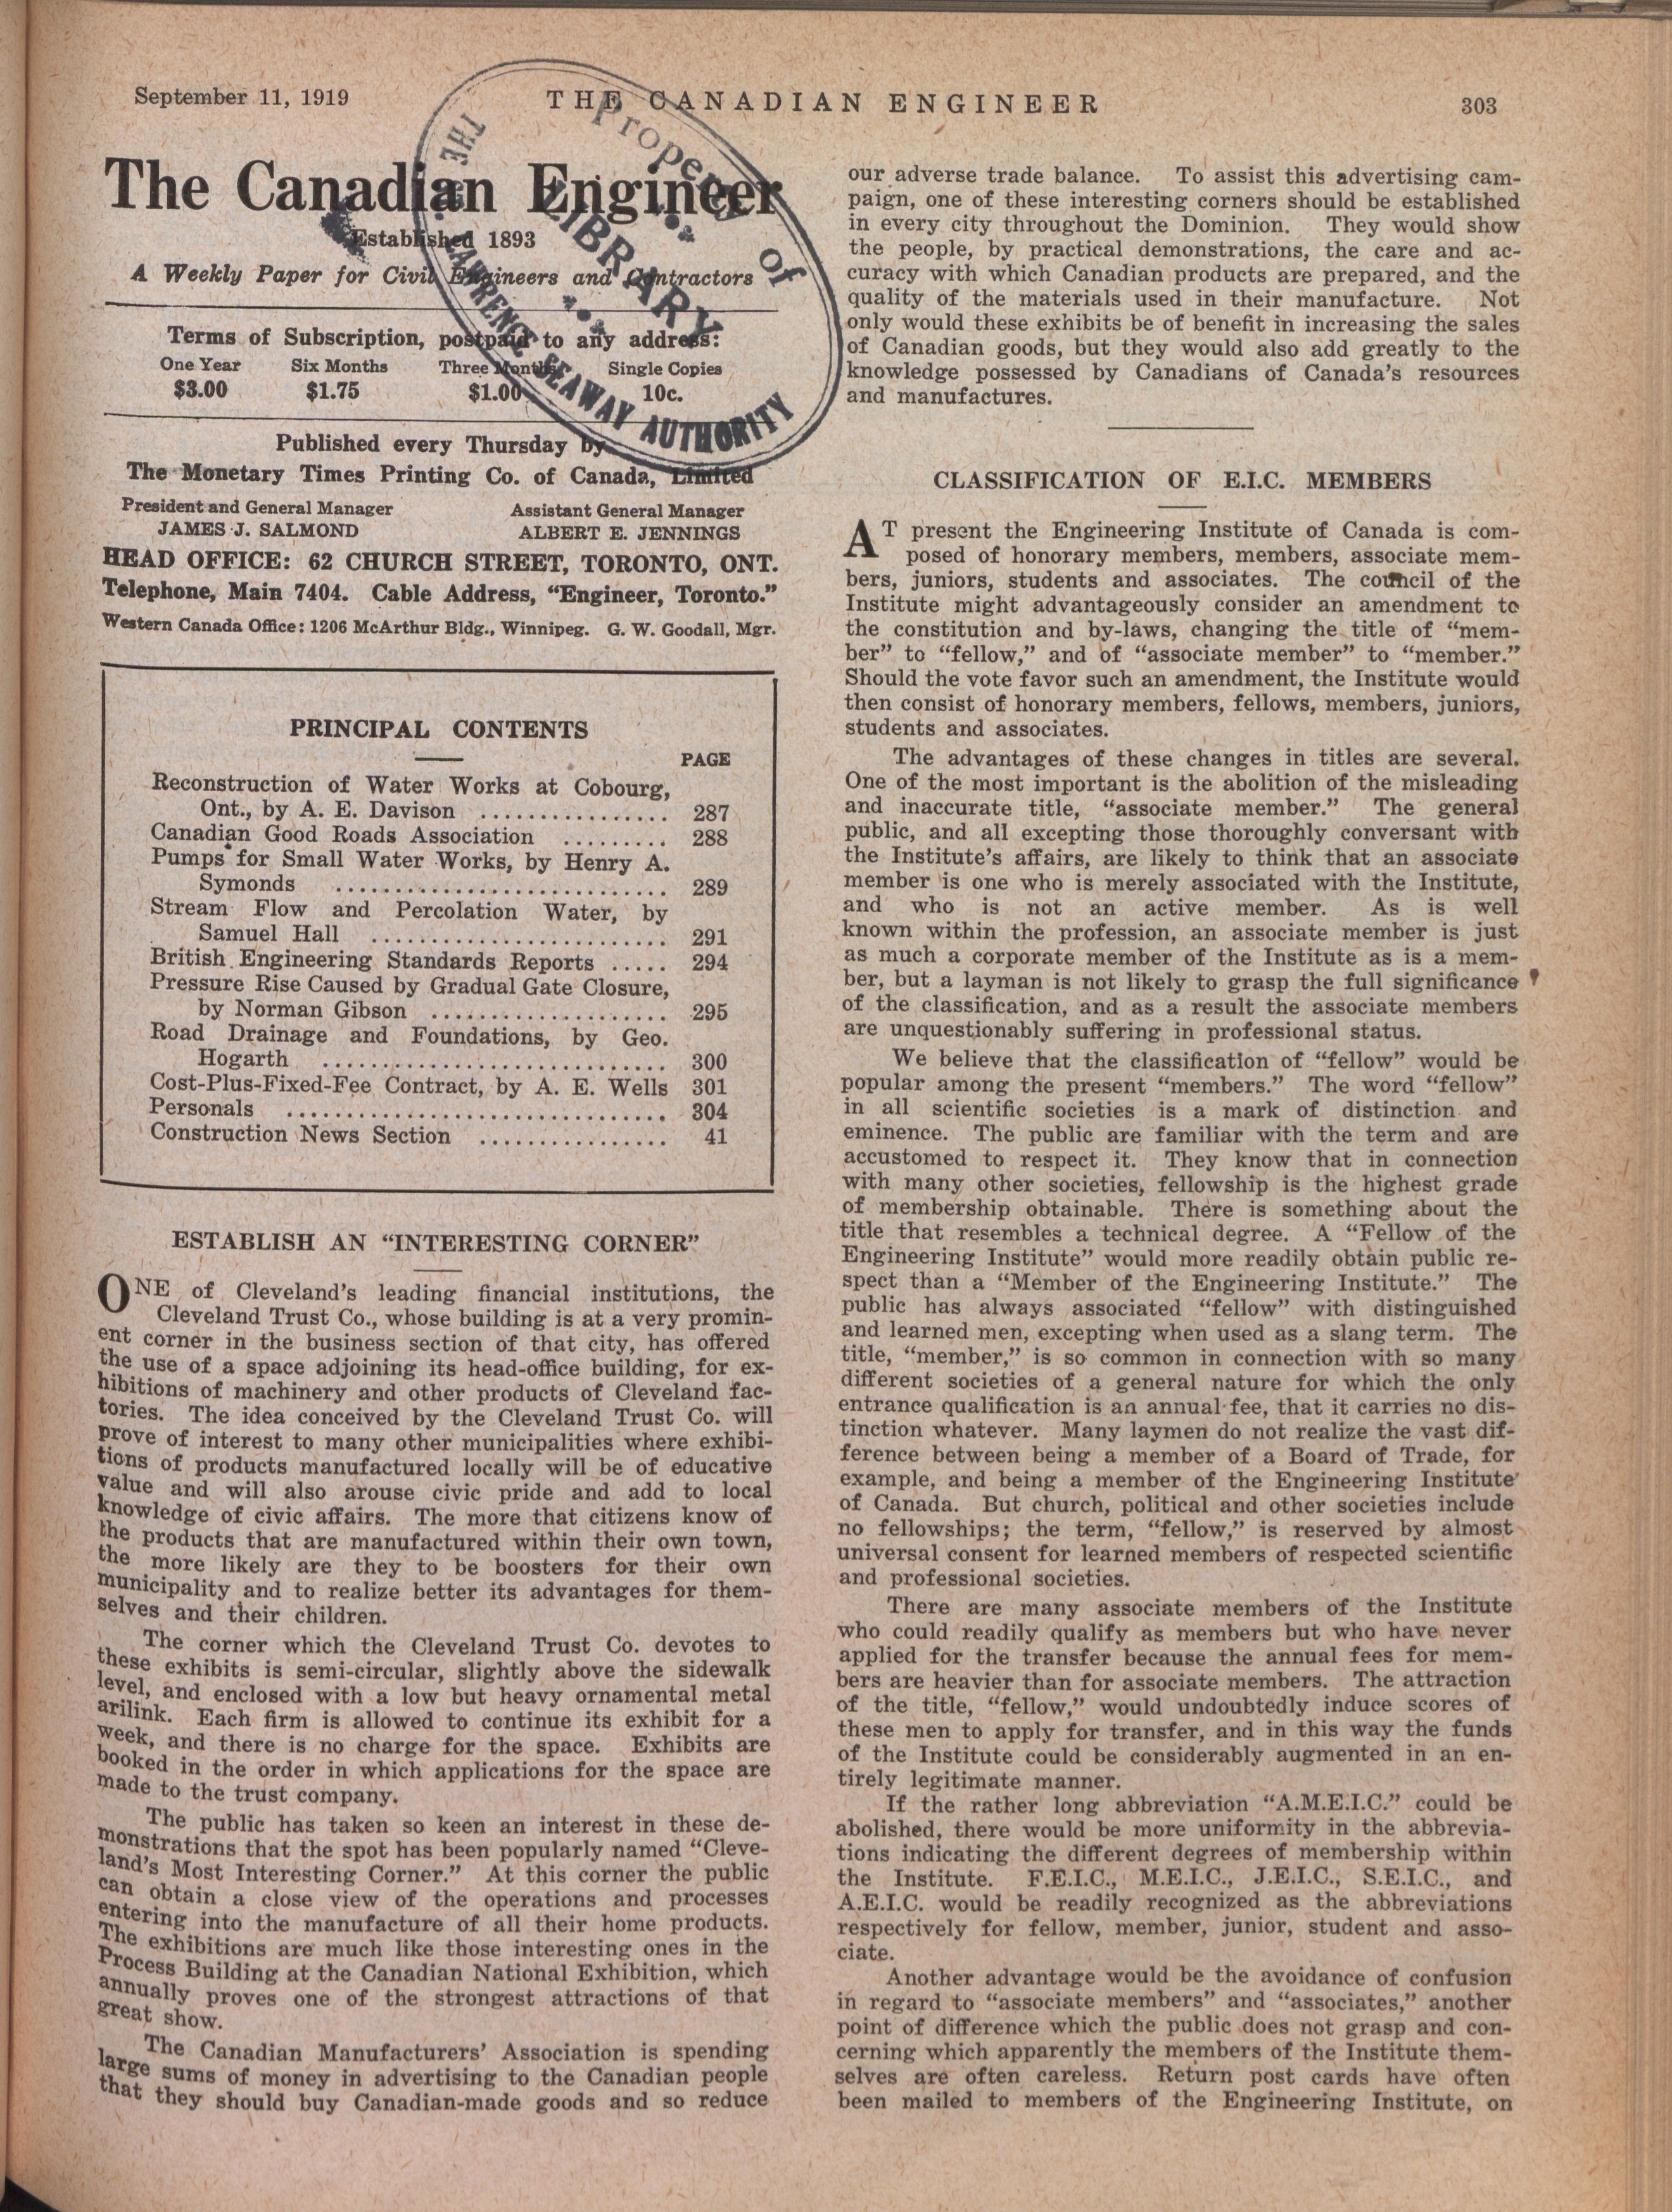 September 11, 1919
THE CANADIAN ENGINEER
303
The Canadian Engineer
Established 1893
A Weekly Paper for Civil Engineers and Contractors
Terms of Subscription, postpaid to any address:
One Year Six Months Three Months Single Copies
$3.00 $1.75 $1.00 10c.
Published every Thursday by
The Monetary Times Printing Co. of Canada, Limited
President and General Manager Assistant General Manager
JAMES J. SALMOND ALBERT E. JENNINGS
HEAD OFFICE: 62 CHURCH STREET, TORONTO, ONT.
Telephone, Main 7404. Cable Address, "Engineer, Toronto."
Western Canada Office: 1206 McArthur Bldg., Winnipeg. G. W. Goodall, Mgr.
Property of
THE LIBRARY
LAWRENCE SEAWAY AUTHORITY
PRINCIPAL CONTENTS
PAGE
Reconstruction of Water Works at Cobourg,
Ont., by A. E. Davison ................ 287
Canadian Good Roads Association ......... 288
Pumps for Small Water Works, by Henry A.
Symonds ............................ 289
Stream Flow and Percolation Water, by
Samuel Hall ......................... 291
British Engineering Standards Reports ..... 294
Pressure Rise Caused by Gradual Gate Closure,
by Norman Gibson .................... 295
Road Drainage and Foundations, by Geo.
Hogarth ............................. 300
Cost-Plus-Fixed-Fee Contract, by A. E. Wells 301
Personals ................................ 304
Construction News Section ................ 41
ESTABLISH AN "INTERESTING CORNER"
ONE of Cleveland's leading financial institutions, the
Cleveland Trust Co., whose building is at a very promin-
ent corner in the business section of that city, has offered
the use of a space adjoining its head-office building, for ex-
hibitions of machinery and other products of Cleveland fac-
tories. The idea conceived by the Cleveland Trust Co. will
prove of interest to many other municipalities where exhibi-
tions of products manufactured locally will be of educative
value and will also arouse civic pride and add to local
knowledge of civic affairs. The more that citizens know of
the products that are manufactured within their own town,
the more likely are they to be boosters for their own
municipality and to realize better its advantages for them-
selves and their children.
The corner which the Cleveland Trust Co. devotes to
these exhibits is semi-circular, slightly above the sidewalk
level, and enclosed with a low but heavy ornamental metal
arilink. Each firm is allowed to continue its exhibit for a
week, and there is no charge for the space. Exhibits are
booked in the order in which applications for the space are
made to the trust company.
The public has taken so keen an interest in these de-
monstrations that the spot has been popularly named "Cleve-
land's Most Interesting Corner." At this corner the public
can obtain a close view of the operations and processes
entering into the manufacture of all their home products.
The exhibitions are much like those interesting ones in the
Process Building at the Canadian National Exhibition, which
annually proves one of the strongest attractions of that
great show.
The Canadian Manufacturers' Association is spending
large sums of money in advertising to the Canadian people
that they should buy Canadian-made goods and so reduce
our adverse trade balance. To assist this advertising cam-
paign, one of these interesting corners should be established
in every city throughout the Dominion. They would show
the people, by practical demonstrations, the care and ac-
curacy with which Canadian products are prepared, and the
quality of the materials used in their manufacture. Not
only would these exhibits be of benefit in increasing the sales
of Canadian goods, but they would also add greatly to the
knowledge possessed by Canadians of Canada's resources
and manufactures.
CLASSIFICATION OF E.I.C. MEMBERS
AT present the Engineering Institute of Canada is com-
posed of honorary members, members, associate mem-
bers, juniors, students and associates. The council of the
Institute might advantageously consider an amendment to
the constitution and by-laws, changing the title of "mem-
ber" to "fellow," and of "associate member" to "member."
Should the vote favor such an amendment, the Institute would
then consist of honorary members, fellows, members, juniors,
students and associates.
The advantages of these changes in titles are several.
One of the most important is the abolition of the misleading
and inaccurate title, "associate member." The general
public, and all excepting those thoroughly conversant with
the Institute's affairs, are likely to think that an associate
member is one who is merely associated with the Institute,
and who is not an active member. As is well
known within the profession, an associate member is just
as much a corporate member of the Institute as is a mem-
ber, but a layman is not likely to grasp the full significance
of the classification, and as a result the associate members
are unquestionably suffering in professional status.
We believe that the classification of "fellow" would be
popular among the present "members." The word "fellow"
in all scientific societies is a mark of distinction and
eminence. The public are familiar with the term and are
accustomed to respect it. They know that in connection
with many other societies, fellowship is the highest grade
of membership obtainable. There is something about the
title that resembles a technical degree. A "Fellow of the
Engineering Institute" would more readily obtain public re-
spect than a "Member of the Engineering Institute." The
public has always associated "fellow" with distinguished
and learned men, excepting when used as a slang term. The
title, "member," is so common in connection with so many
different societies of a general nature for which the only
entrance qualification is an annual fee, that it carries no dis-
tinction whatever. Many laymen do not realize the vast dif-
ference between being a member of a Board of Trade, for
example, and being a member of the Engineering Institute
of Canada. But church, political and other societies include
no fellowships; the term, "fellow," is reserved by almost
universal consent for learned members of respected scientific
and professional societies.
There are many associate members of the Institute
who could readily qualify as members but who have never
applied for the transfer because the annual fees for mem-
bers are heavier than for associate members. The attraction
of the title, "fellow," would undoubtedly induce scores of
these men to apply for transfer, and in this way the funds
of the Institute could be considerably augmented in an en-
tirely legitimate manner.
If the rather long abbreviation "A.M.E.I.C." could be
abolished, there would be more uniformity in the abbrevia-
tions indicating the different degrees of membership within
the Institute. F.E.I.C., M.E.I.C., J.E.I.C., S.E.I.C., and
A.E.I.C. would be readily recognized as the abbreviations
respectively for fellow, member, junior, student and asso-
ciate.
Another advantage would be the avoidance of confusion
in regard to "associate members" and "associates," another
point of difference which the public does not grasp and con-
cerning which apparently the members of the Institute them-
selves are often careless. Return post cards have often
been mailed to members of the Engineering Institute, on